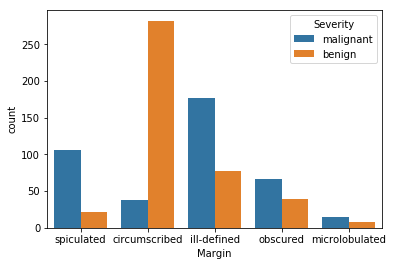 Severity
malignant
benign
250
200
150
100
50
0
count
spiculated circumscribed ill-defined obscured microlobulated
Margin